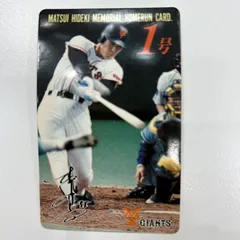 MATSUI HIDEKI MEMORIAL HOMERUN CARD.
1号
GIANTS